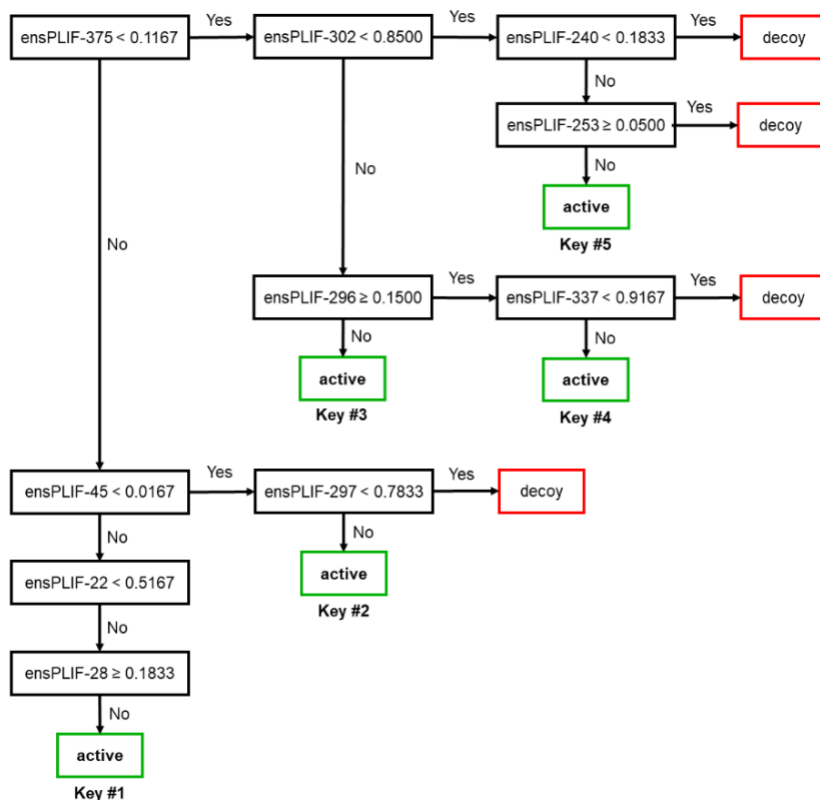 ensPLIF-375 < 0.1167
Yes
ensPLIF-302 < 0.8500
Yes
ensPLIF-240 < 0.1833
Yes
decoy
No
ensPLIF-253 ≥ 0.0500
Yes
decoy
No
No
active
Key #5
No
ensPLIF-296 ≥ 0.1500
Yes
ensPLIF-337 < 0.9167
Yes
decoy
No
No
active
active
Key #3
Key #4
ensPLIF-45 < 0.0167
Yes
ensPLIF-297 < 0.7833
Yes
decoy
No
No
active
ensPLIF-22 < 0.5167
Key #2
No
ensPLIF-28 ≥ 0.1833
No
active
Key #1